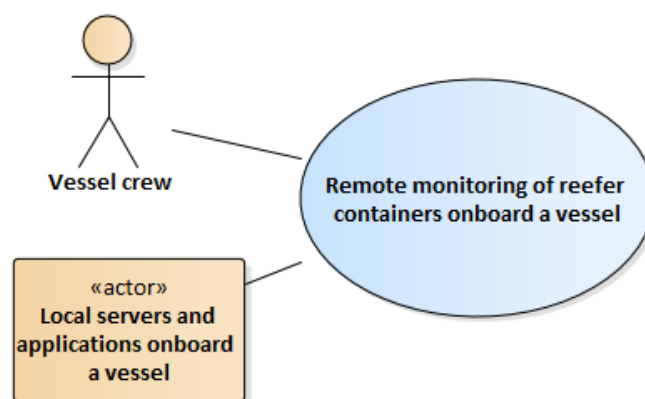 Vessel crew
Remote monitoring of reefer
containers onboard a vessel
«actor»
Local servers and
applications onboard
a vessel